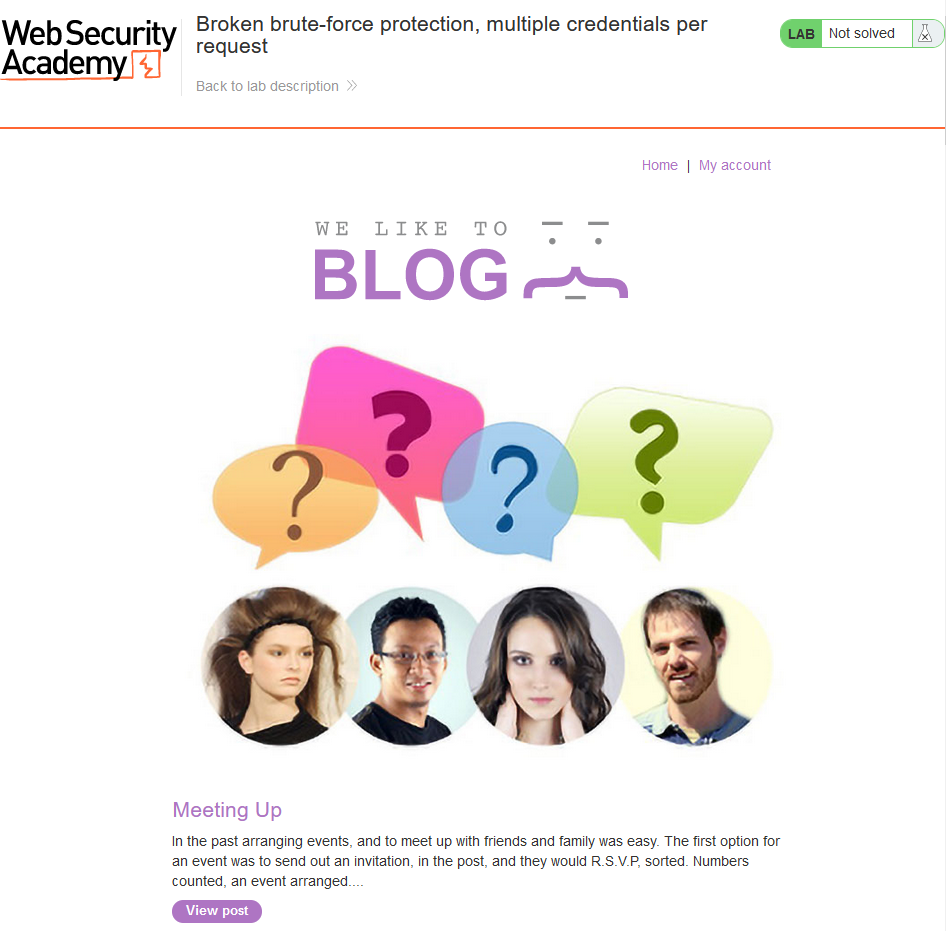 Web Security
Academy
Broken brute-force protection, multiple credentials per
request
Back to lab description
LAB Not solved
Home | My account
WE LIKE TO
BLOG
? ? ? ?
Meeting Up
In the past arranging events, and to meet up with friends and family was easy. The first option for
an event was to send out an invitation, in the post, and they would R.S.V.P, sorted. Numbers
counted, an event arranged....
View post